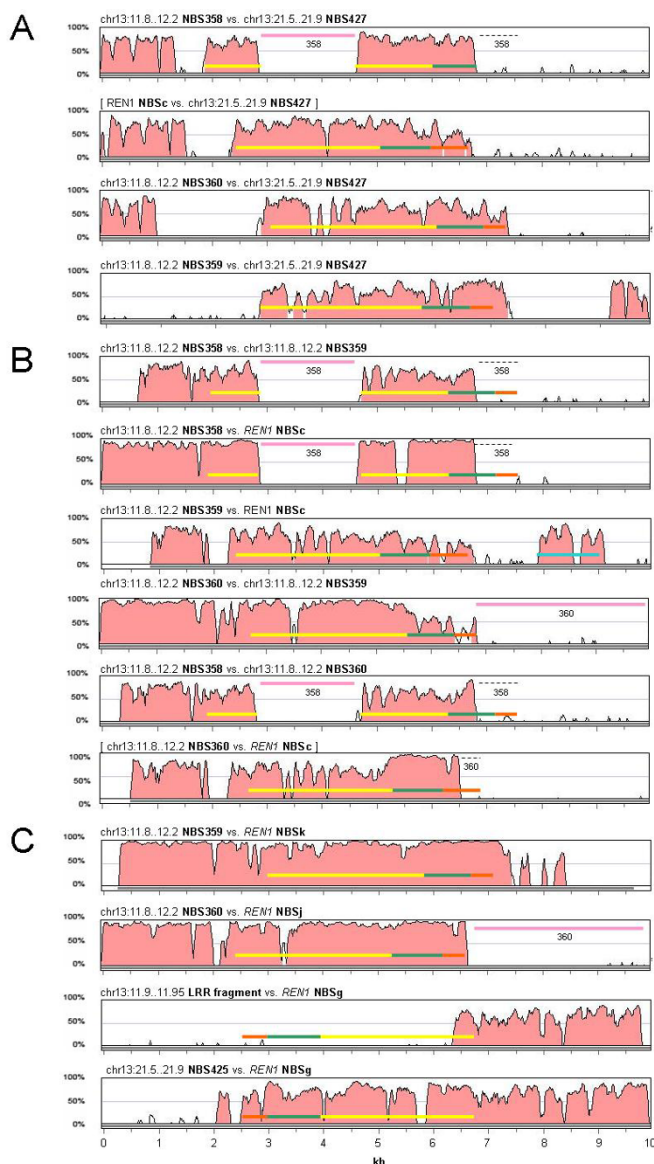 A
chr13:11.8..12.2 NBS358 vs. chr13:21.5..21.9 NBS427
100%
50%
0%
358
358
[ REN1 NBSc vs. chr13:21.5..21.9 NBS427 ]
100%
50%
0%
chr13:11.8..12.2 NBS360 vs. chr13:21.5..21.9 NBS427
100%
50%
0%
chr13:11.8..12.2 NBS359 vs. chr13:21.5..21.9 NBS427
100%
50%
0%
B
chr13:11.8..12.2 NBS358 vs. chr13:11.8..12.2 NBS359
100%
50%
0%
358
358
chr13:11.8..12.2 NBS358 vs. REN1 NBSc
100%
50%
0%
358
358
chr13:11.8..12.2 NBS359 vs. REN1 NBSc
100%
50%
0%
chr13:11.8..12.2 NBS360 vs. chr13:11.8..12.2 NBS359
100%
50%
0%
360
chr13:11.8..12.2 NBS358 vs. chr13:11.8..12.2 NBS360
100%
50%
0%
358
358
[ chr13:11.8..12.2 NBS360 vs. REN1 NBSc ]
100%
50%
0%
360
C
chr13:11.8..12.2 NBS359 vs. REN1 NBSk
100%
50%
0%
chr13:11.8..12.2 NBS360 vs. REN1 NBSj
100%
50%
0%
360
chr13:11.9..11.95 LRR fragment vs. REN1 NBSg
100%
50%
0%
chr13:21.5..21.9 NBS425 vs. REN1 NBSg
100%
50%
0%
0 1 2 3 4 5 6 7 8 9 10
kb